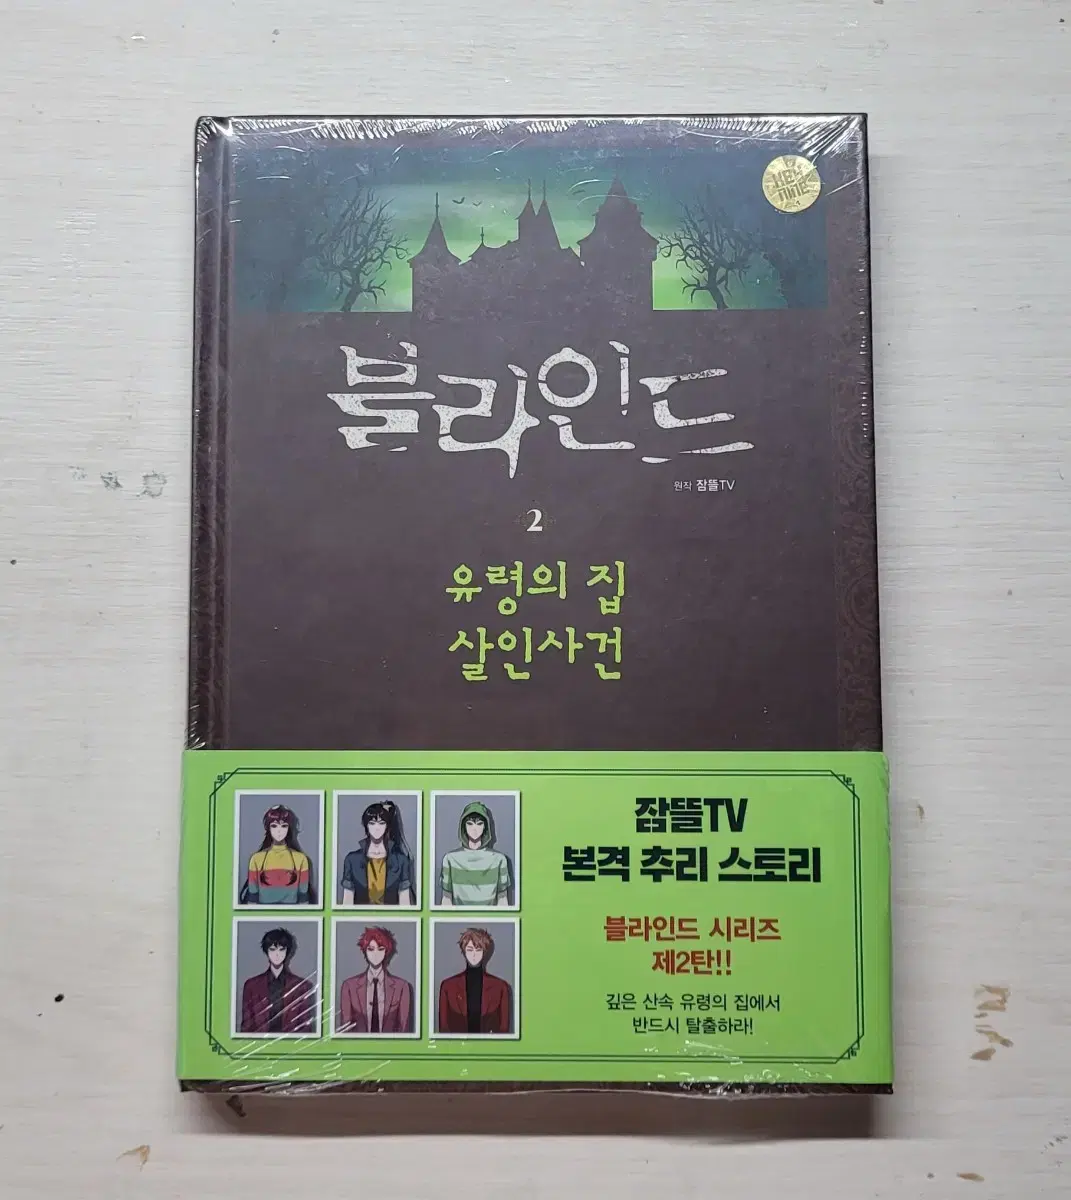 블라인드
원작 잠뜰TV
2
유령의 집
살인사건
잠뜰TV
본격 추리 스토리
블라인드 시리즈
제2탄!!
깊은 산속 유령의 집에서
반드시 탈출하라!